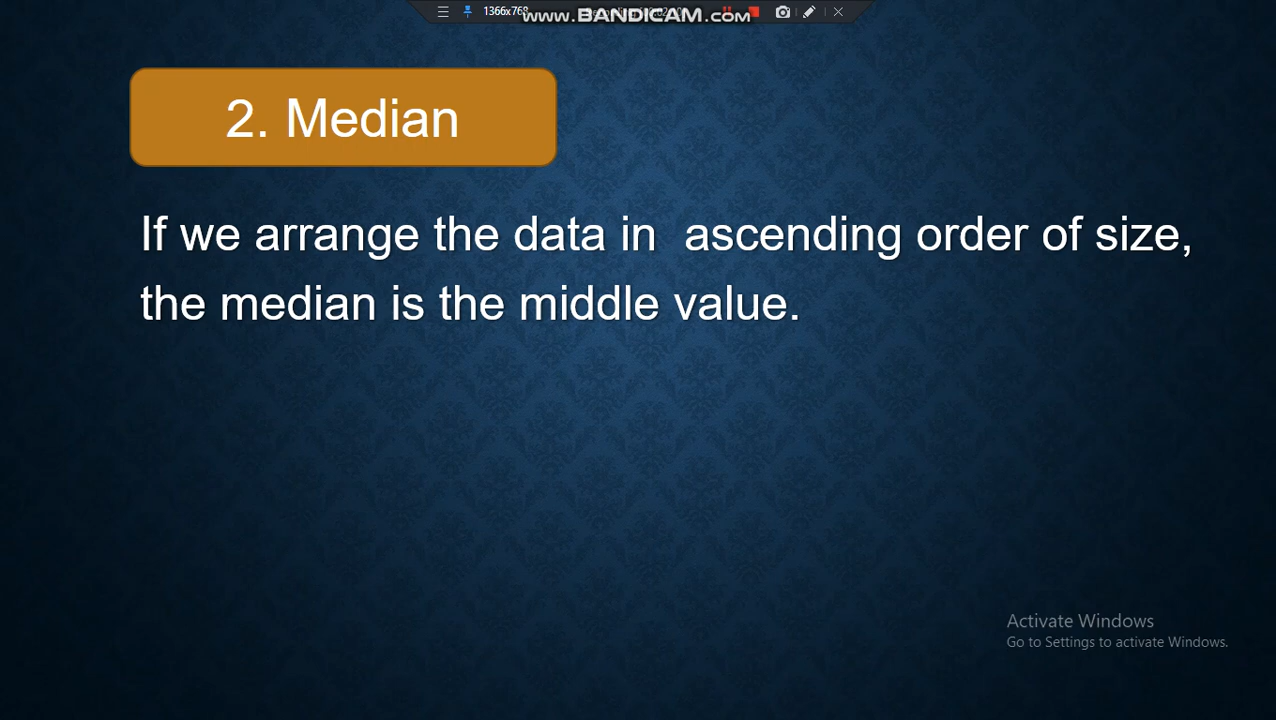 1366x768
www.BANDICAM.com
2. Median
If we arrange the data in ascending order of size,
the median is the middle value.
Activate Windows
Go to Settings to activate Windows.